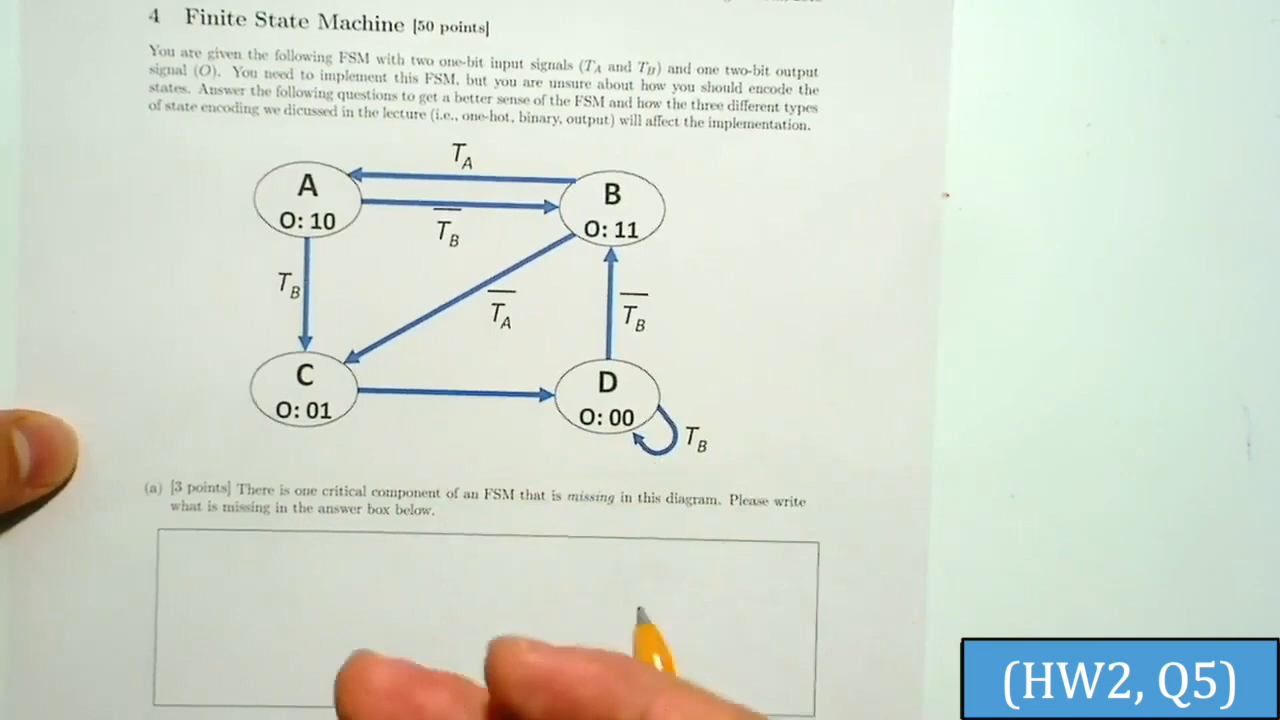 4 Finite State Machine [50 points]
You are given the following FSM with two one-bit input signals (T_A and T_B) and one two-bit output
signal (O). You need to implement this FSM, but you are unsure about how you should encode the
states. Answer the following questions to get a better sense of the FSM and how the three different types
of state encoding we dicussed in the lecture (i.e., one-hot, binary, output) will affect the implementation.
T_A
A
O: 10
B
O: 11
T̅_B
T_B
T̅_A
T̅_B
C
O: 01
D
O: 00
T_B
(a) [3 points] There is one critical component of an FSM that is missing in this diagram. Please write
what is missing in the answer box below.
(HW2, Q5)